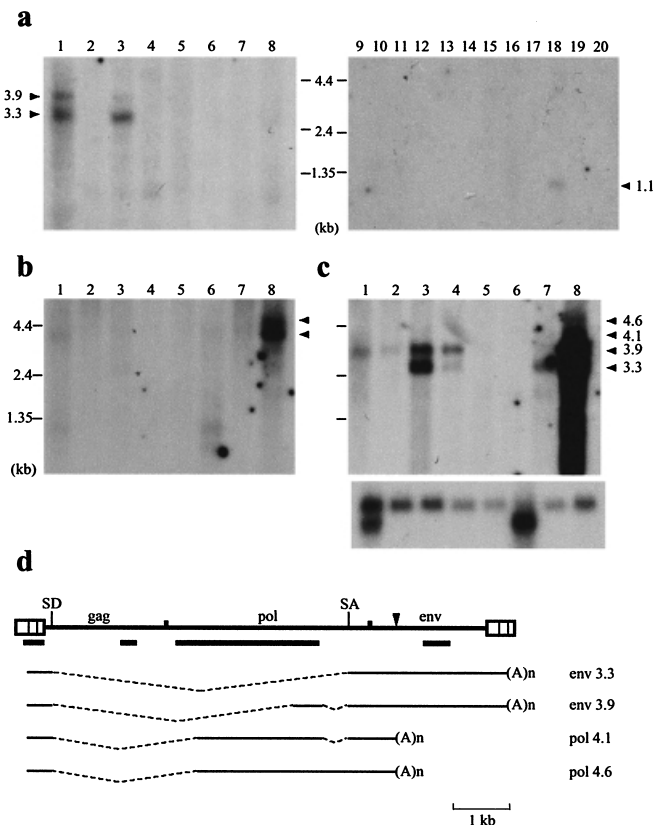 a
1 2 3 4 5 6 7 8 9 10 11 12 13 14 15 16 17 18 19 20
3.9
3.3
4.4
2.4
1.35
(kb)
1.1
b
1 2 3 4 5 6 7 8
4.4
2.4
1.35
(kb)
c
1 2 3 4 5 6 7 8
4.6
4.1
3.9
3.3
d
SD gag pol SA env
(A)n env 3.3
(A)n env 3.9
(A)n pol 4.1
(A)n pol 4.6
1 kb